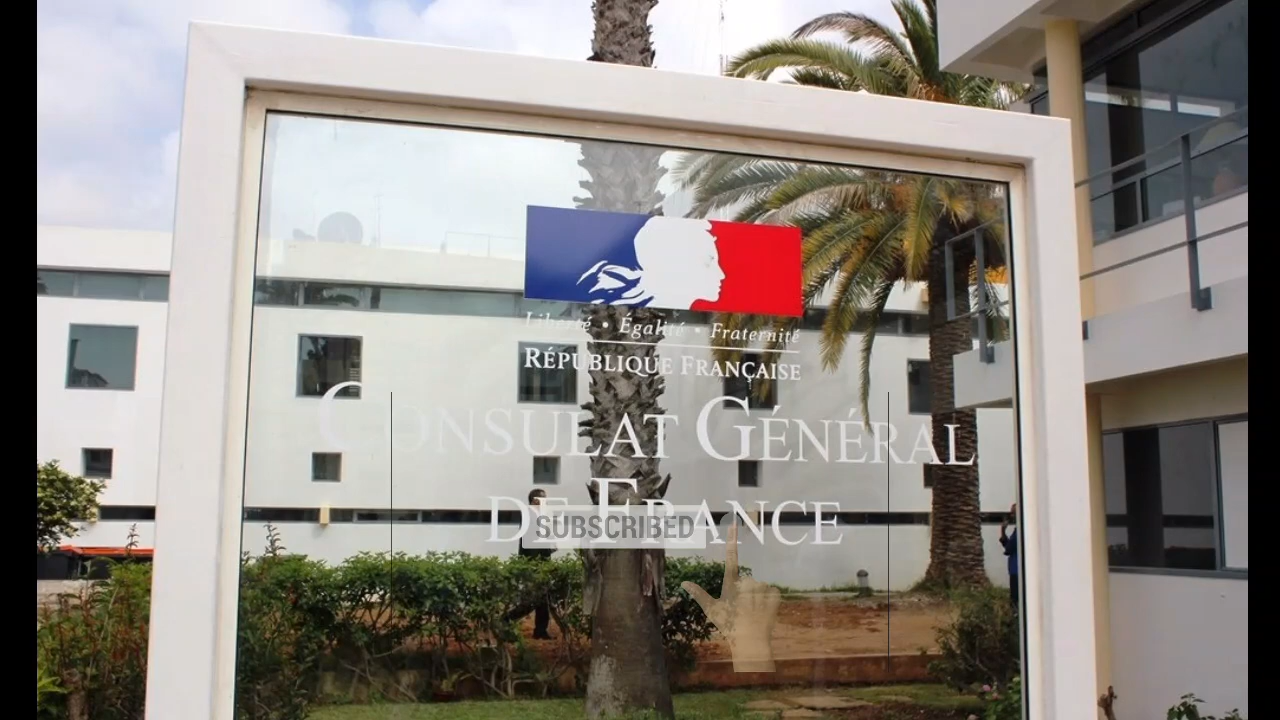 Liberté • Égalité • Fraternité
RÉPUBLIQUE FRANÇAISE
CONSULAT GÉNÉRAL
DE FRANCE
SUBSCRIBED